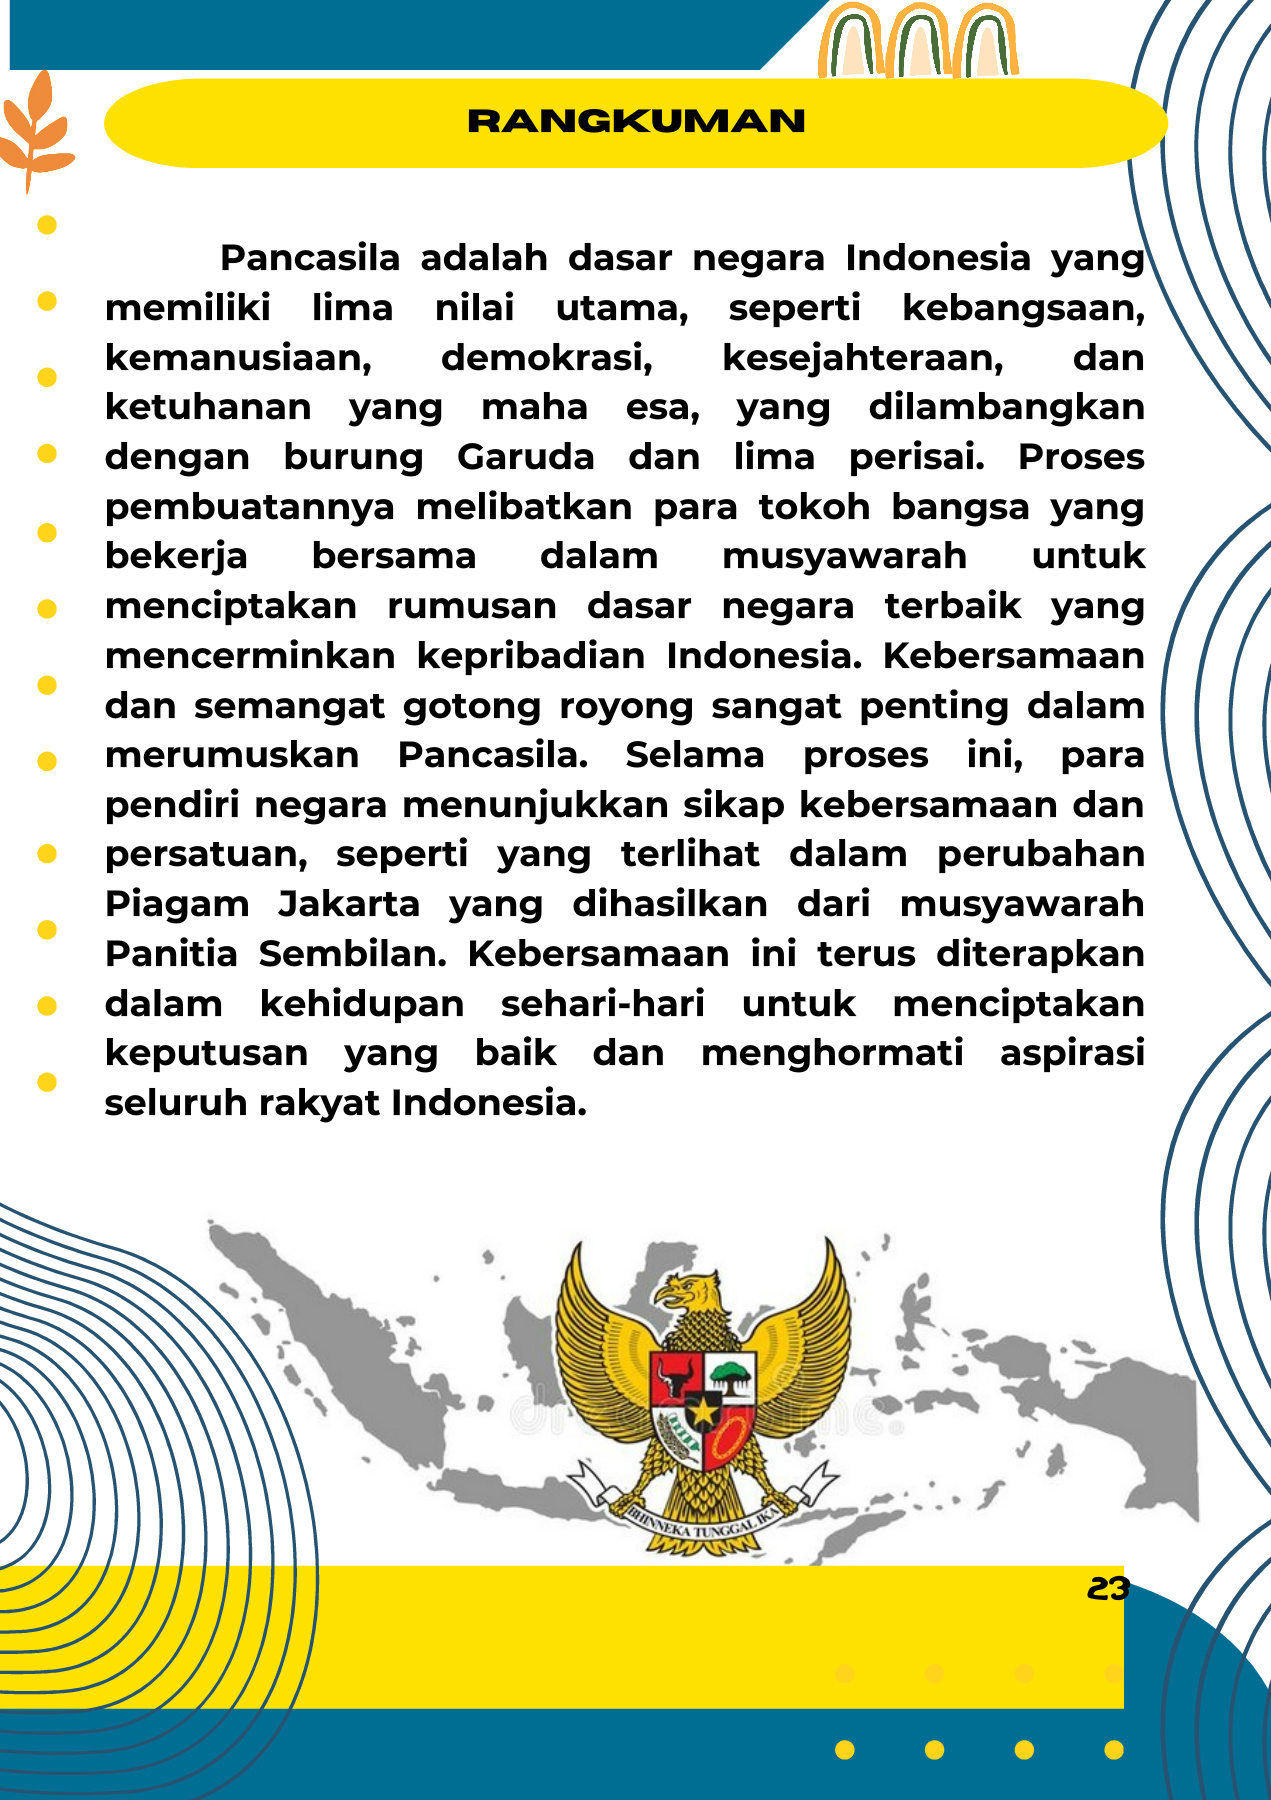 RANGKUMAN
Pancasila adalah dasar negara Indonesia yang
memiliki lima nilai utama, seperti kebangsaan,
kemanusiaan, demokrasi, kesejahteraan, dan
ketuhanan yang maha esa, yang dilambangkan
dengan burung Garuda dan lima perisai. Proses
pembuatannya melibatkan para tokoh bangsa yang
bekerja bersama dalam musyawarah untuk
menciptakan rumusan dasar negara terbaik yang
mencerminkan kepribadian Indonesia. Kebersamaan
dan semangat gotong royong sangat penting dalam
merumuskan Pancasila. Selama proses ini, para
pendiri negara menunjukkan sikap kebersamaan dan
persatuan, seperti yang terlihat dalam perubahan
Piagam Jakarta yang dihasilkan dari musyawarah
Panitia Sembilan. Kebersamaan ini terus diterapkan
dalam kehidupan sehari-hari untuk menciptakan
keputusan yang baik dan menghormati aspirasi
seluruh rakyat Indonesia.
BHINNEKA TUNGGAL IKA
23